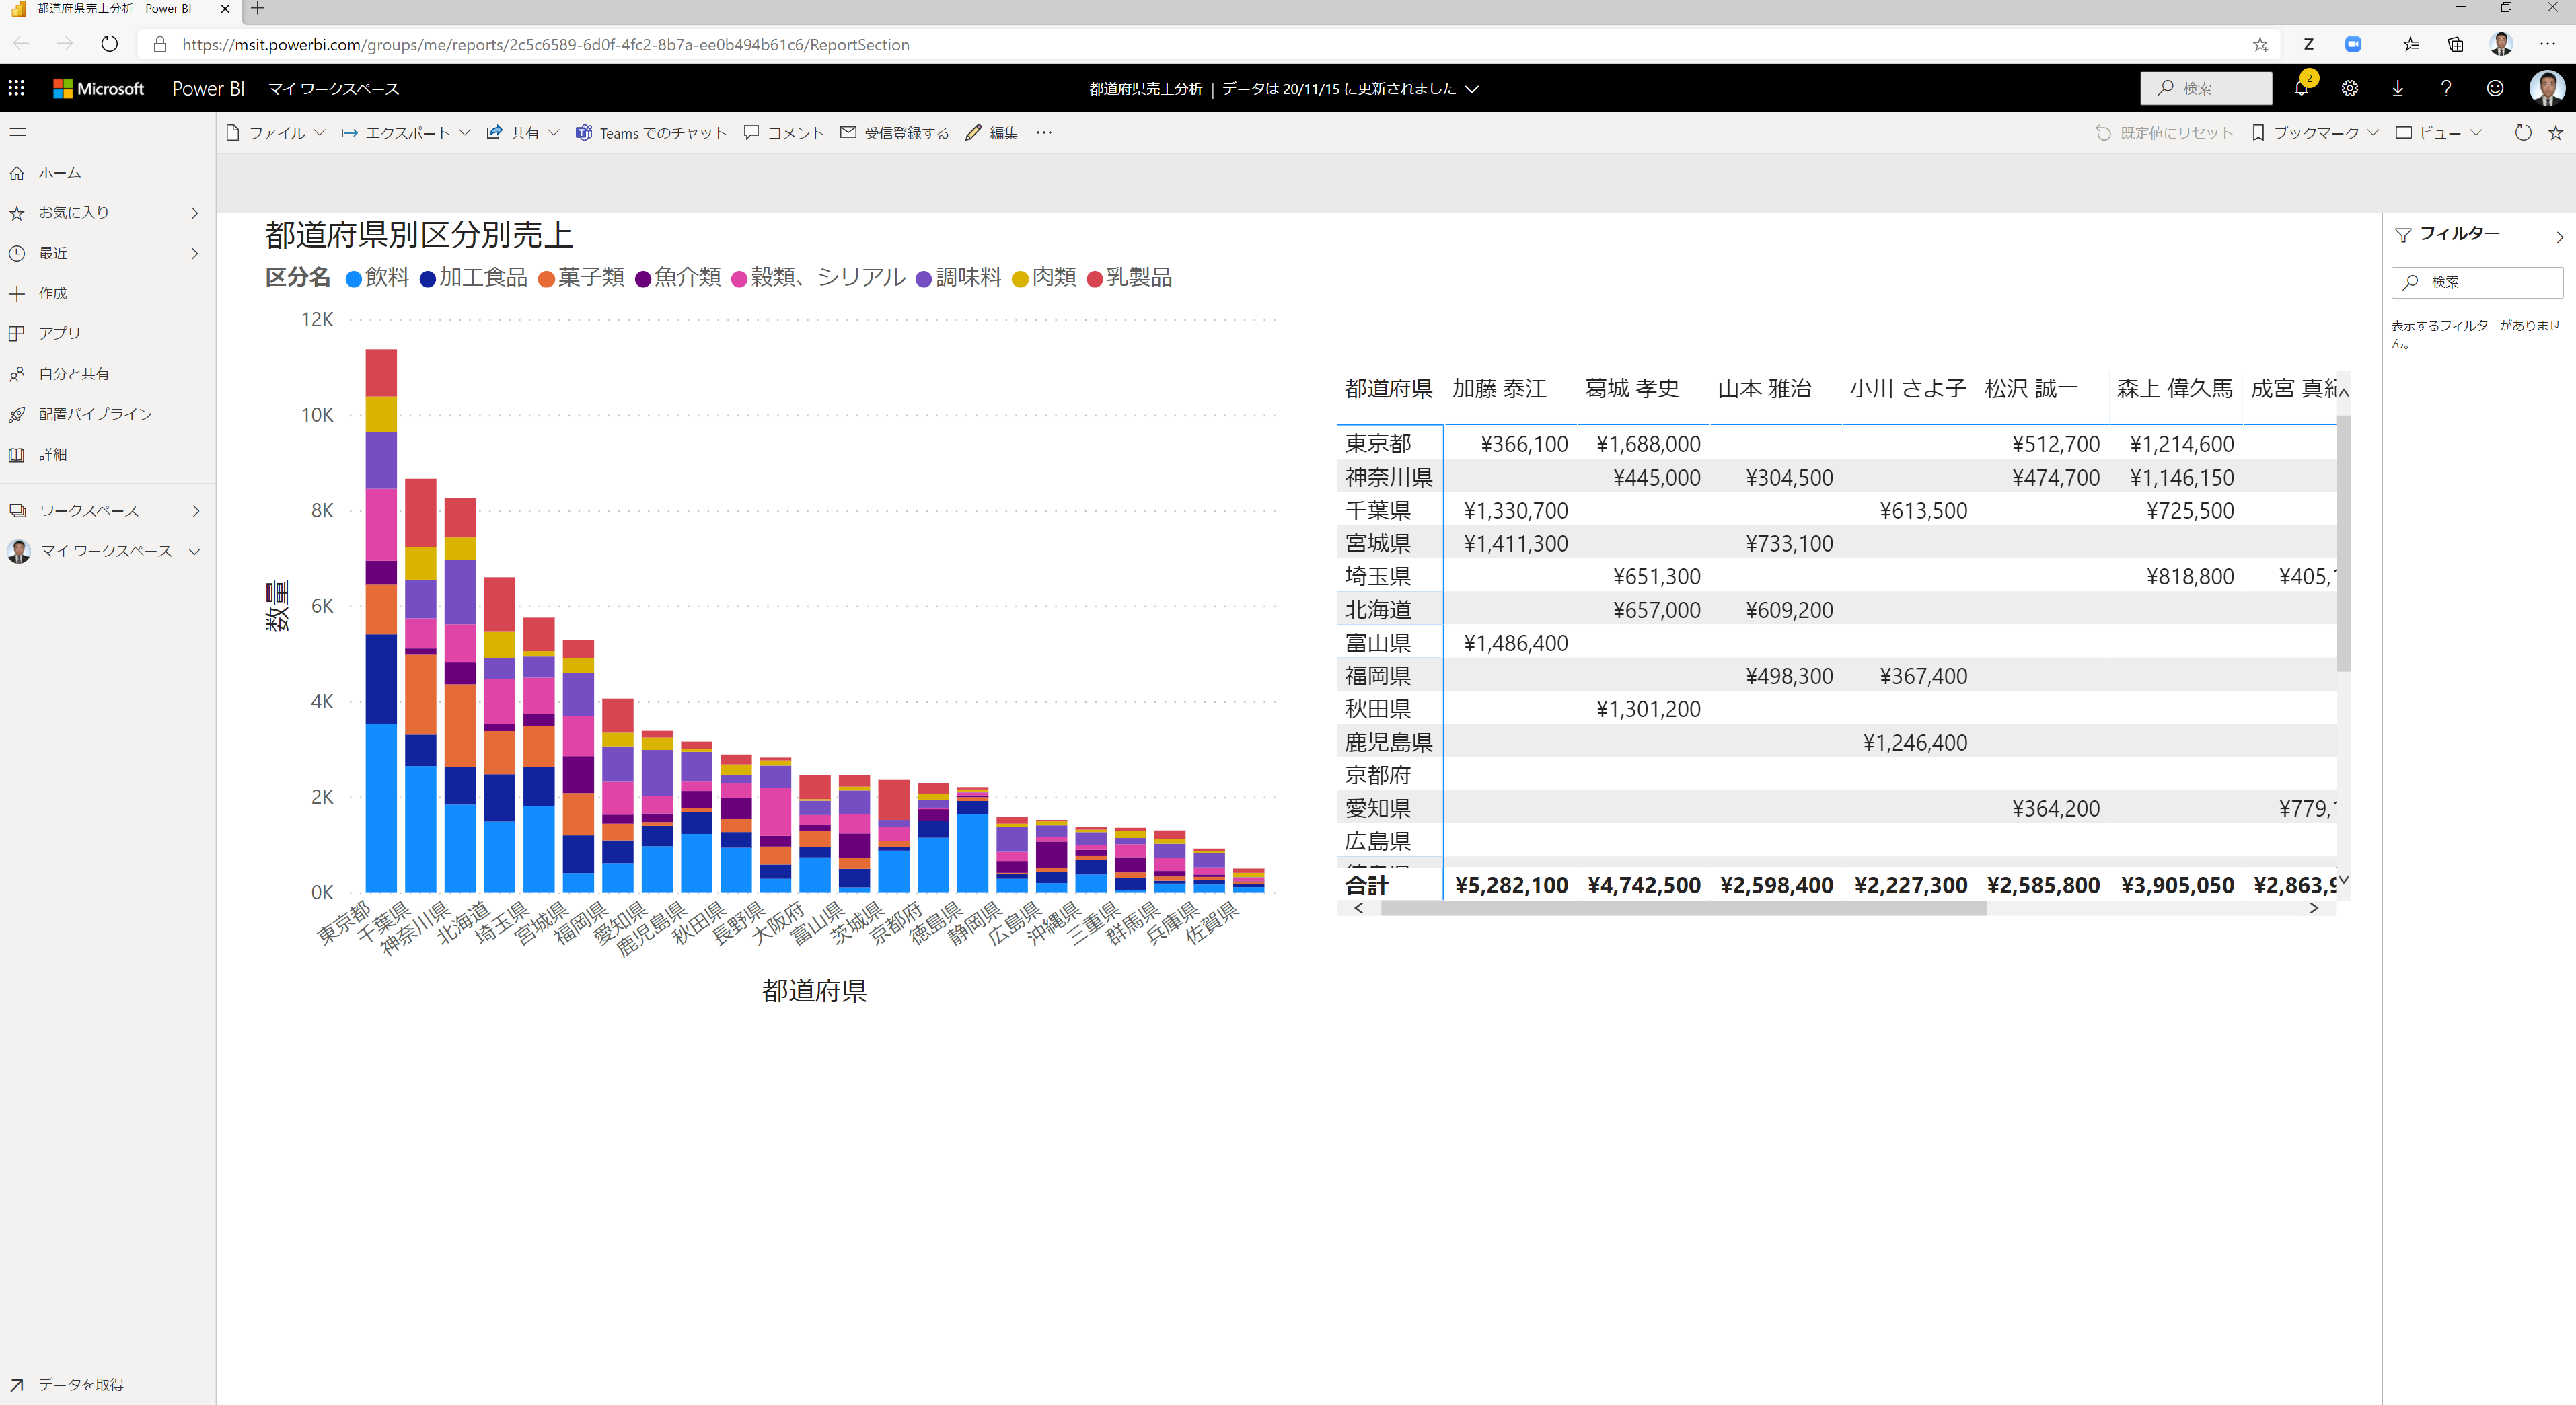 都道府県売上分析 - Power BI
https://msit.powerbi.com/groups/me/reports/2c5c6589-6d0f-4fc2-8b7a-ee0b494b61c6/ReportSection
Z
Microsoft Power BI マイ ワークスペース
都道府県売上分析 | データは 20/11/15 に更新されました
検索
2
ファイル エクスポート 共有 Teams でのチャット コメント 受信登録する 編集 ...
既定値にリセット ブックマーク ビュー
ホーム
お気に入り
最近
作成
アプリ
自分と共有
配置パイプライン
詳細
ワークスペース
マイ ワークスペース
データを取得
都道府県別区分別売上
区分名 飲料 加工食品 菓子類 魚介類 穀類、シリアル 調味料 肉類 乳製品
12K
10K
8K
6K
4K
2K
0K
数量
東京都 千葉県 神奈川県 北海道 埼玉県 宮城県 福岡県 愛知県 鹿児島県 秋田県 長野県 大阪府 富山県 茨城県 京都府 徳島県 静岡県 広島県 沖縄県 三重県 群馬県 兵庫県 佐賀県
都道府県
都道府県 加藤 泰江 葛城 孝史 山本 雅治 小川 さよ子 松沢 誠一 森上 偉久馬 成宮 真紀
東京都 ¥366,100 ¥1,688,000 ¥512,700 ¥1,214,600
神奈川県 ¥445,000 ¥304,500 ¥474,700 ¥1,146,150
千葉県 ¥1,330,700 ¥613,500 ¥725,500
宮城県 ¥1,411,300 ¥733,100
埼玉県 ¥651,300 ¥818,800 ¥405,1
北海道 ¥657,000 ¥609,200
富山県 ¥1,486,400
福岡県 ¥498,300 ¥367,400
秋田県 ¥1,301,200
鹿児島県 ¥1,246,400
京都府
愛知県 ¥364,200 ¥779,1
広島県
合計 ¥5,282,100 ¥4,742,500 ¥2,598,400 ¥2,227,300 ¥2,585,800 ¥3,905,050 ¥2,863,9
フィルター
検索
表示するフィルターがありませ
ん。